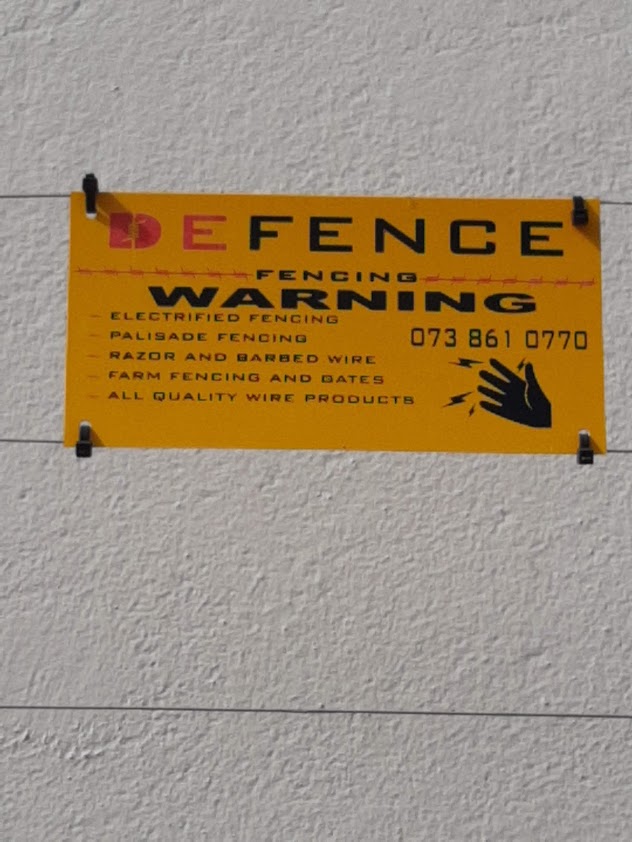 DEFENCE
FENCING
WARNING
- ELECTRIFIED FENCING
- PALISADE FENCING
- RAZOR AND BARBED WIRE
- FARM FENCING AND GATES
- ALL QUALITY WIRE PRODUCTS
073 861 0770